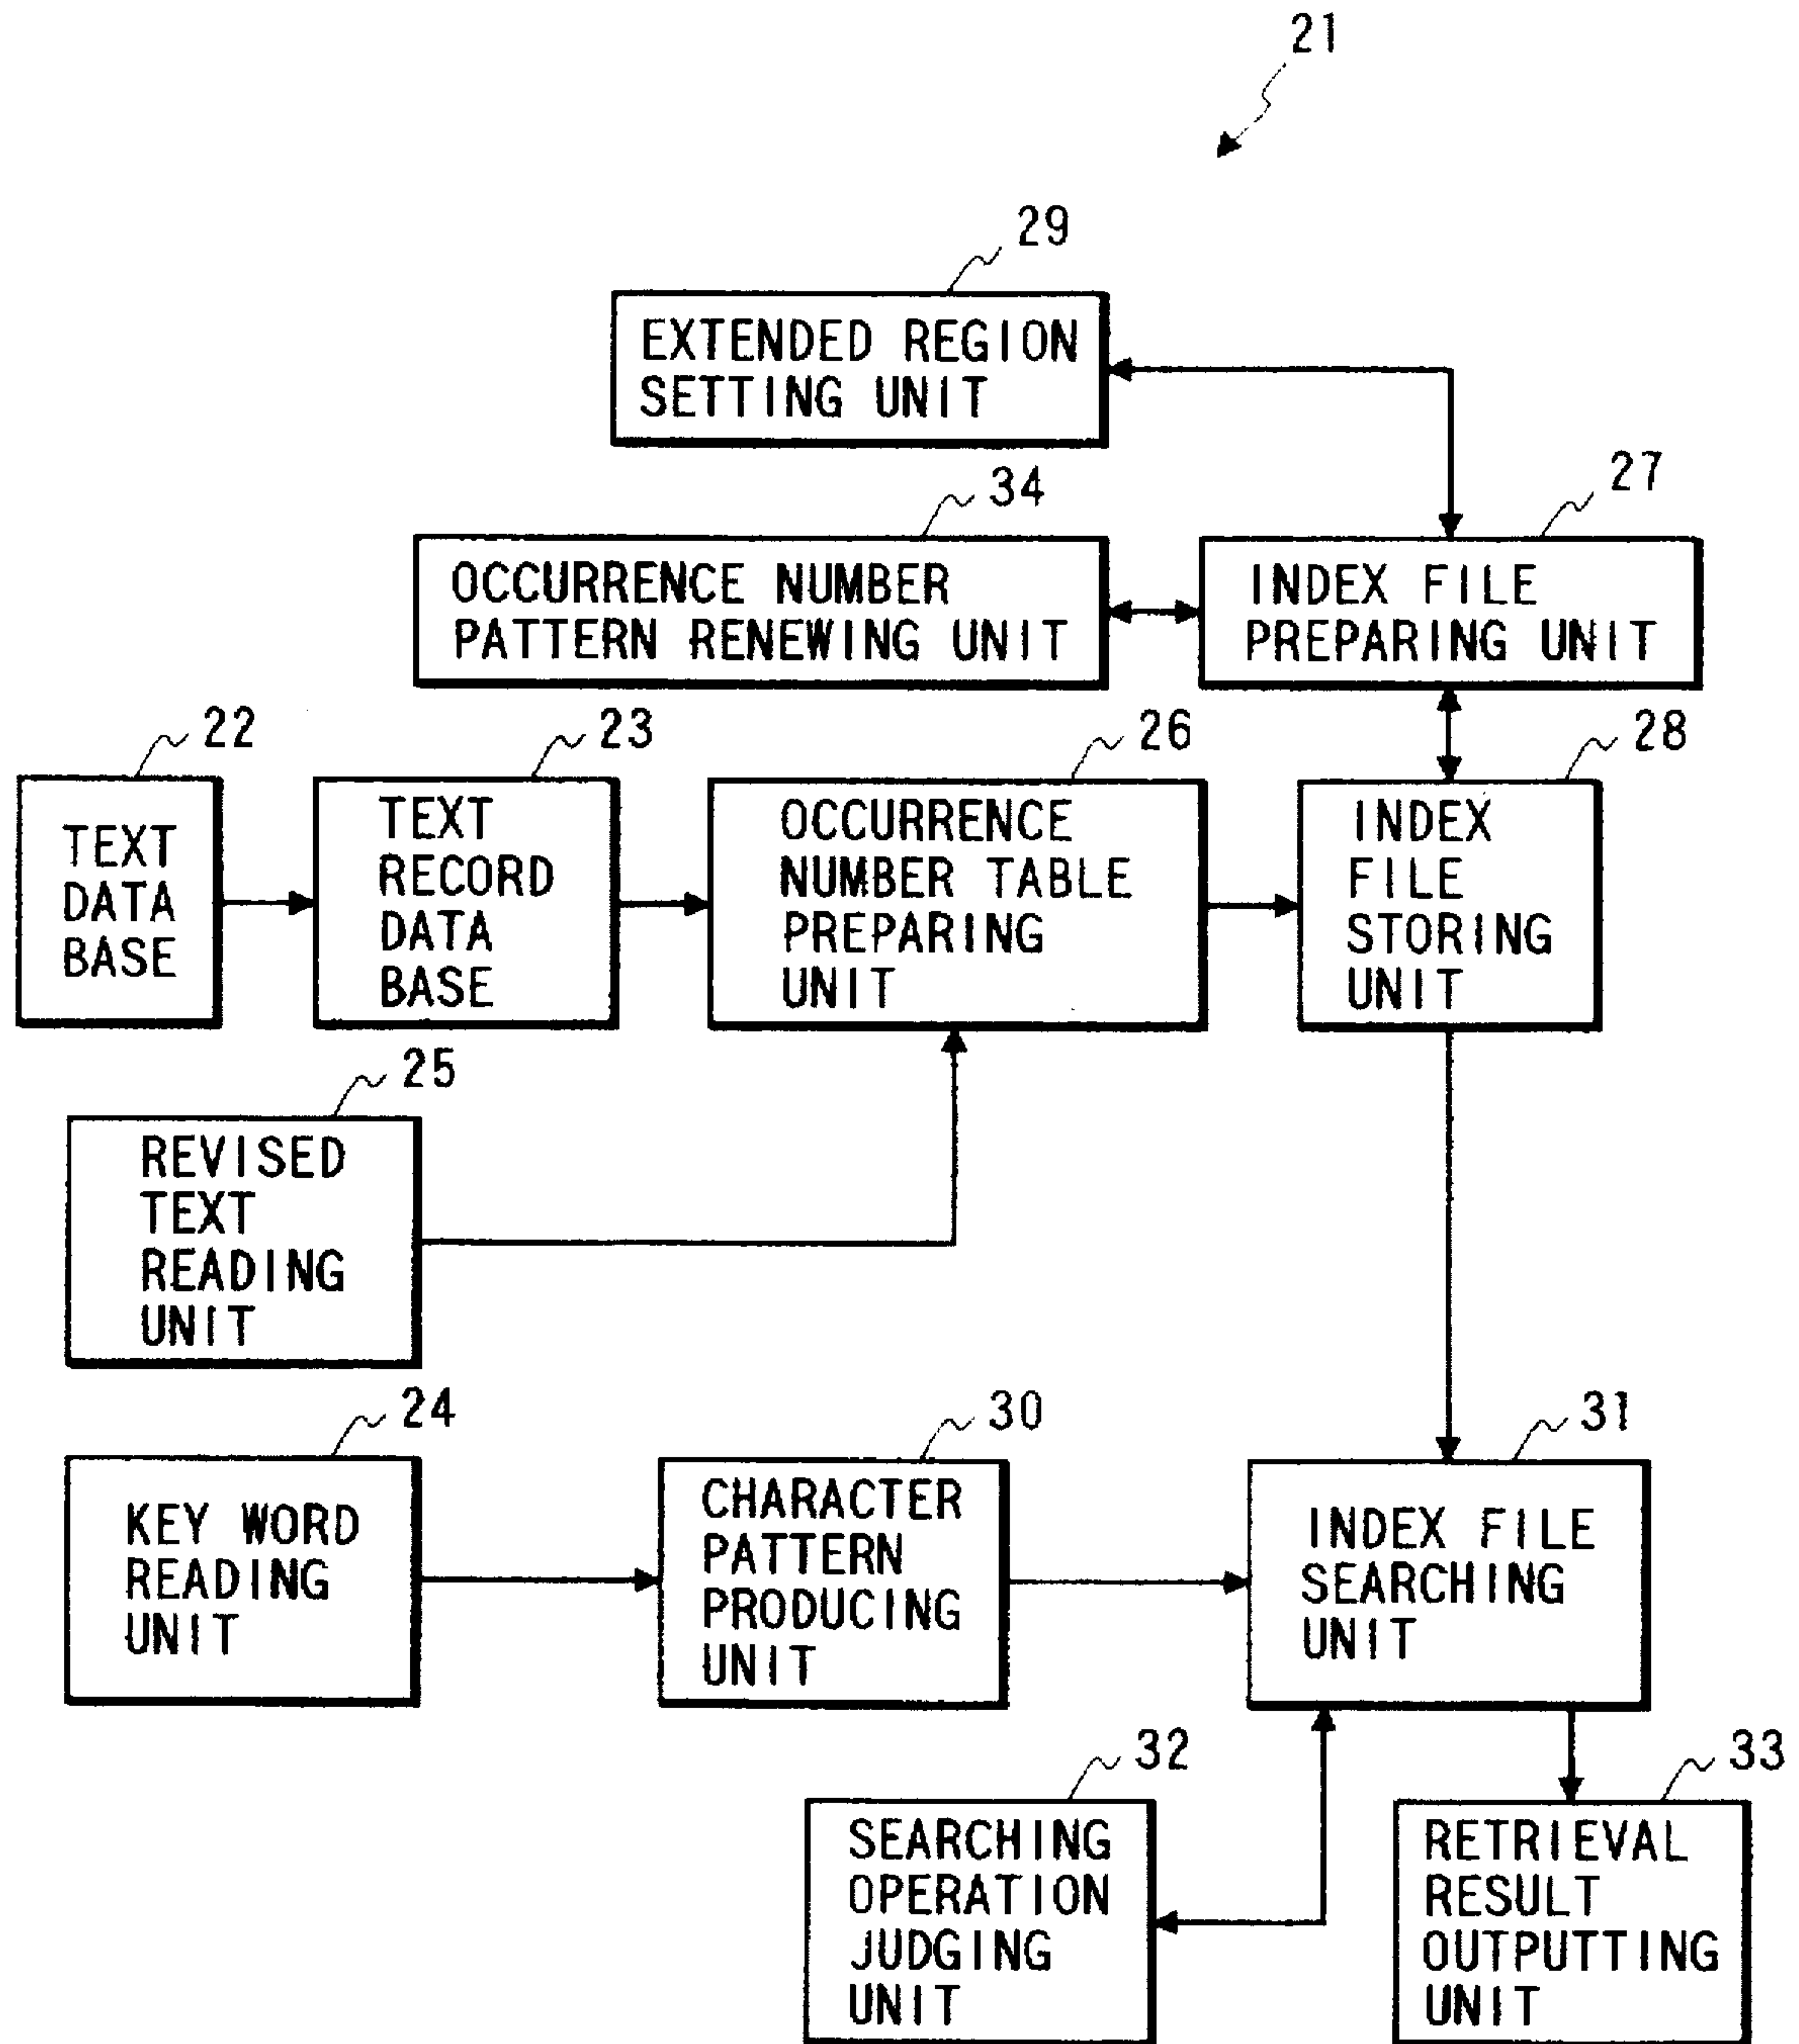 21
29
EXTENDED REGION
SETTING UNIT
34
OCCURRENCE NUMBER
PATTERN RENEWING UNIT
27
INDEX FILE
PREPARING UNIT
22
TEXT
DATA
BASE
23
TEXT
RECORD
DATA
BASE
26
OCCURRENCE
NUMBER TABLE
PREPARING
UNIT
28
INDEX
FILE
STORING
UNIT
25
REVISED
TEXT
READING
UNIT
24
KEY WORD
READING
UNIT
30
CHARACTER
PATTERN
PRODUCING
UNIT
31
INDEX FILE
SEARCHING
UNIT
32
SEARCHING
OPERATION
JUDGING
UNIT
33
RETRIEVAL
RESULT
OUTPUTTING
UNIT